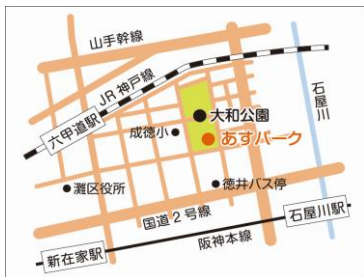 山手幹線
JR神戸線
石屋川
六甲道駅
大和公園
成徳小
あすパーク
灘区役所
徳井バス停
国道2号線
石屋川駅
新在家駅
阪神本線